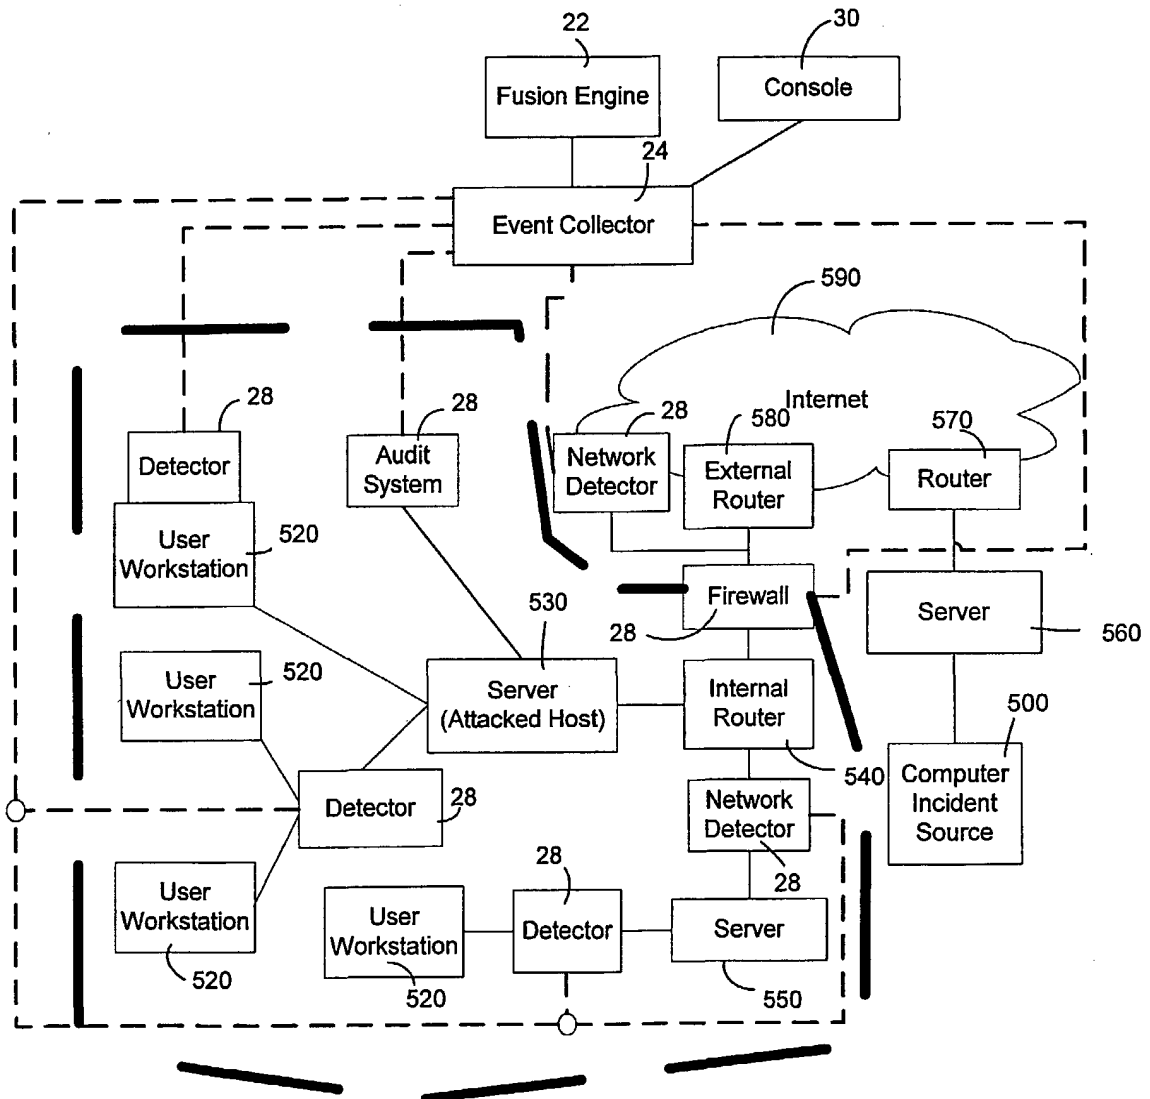 22
30
Fusion Engine
Console
24
Event Collector
590
Internet
28
28
28
580
570
Detector
Audit
System
Network
Detector
External
Router
Router
User
Workstation
520
530
Firewall
28
Server
560
User
Workstation
520
Server
(Attacked Host)
Internal
Router
540
500
Computer
Incident
Source
Detector
28
Network
Detector
28
User
Workstation
520
28
User
Workstation
520
Detector
Server
550